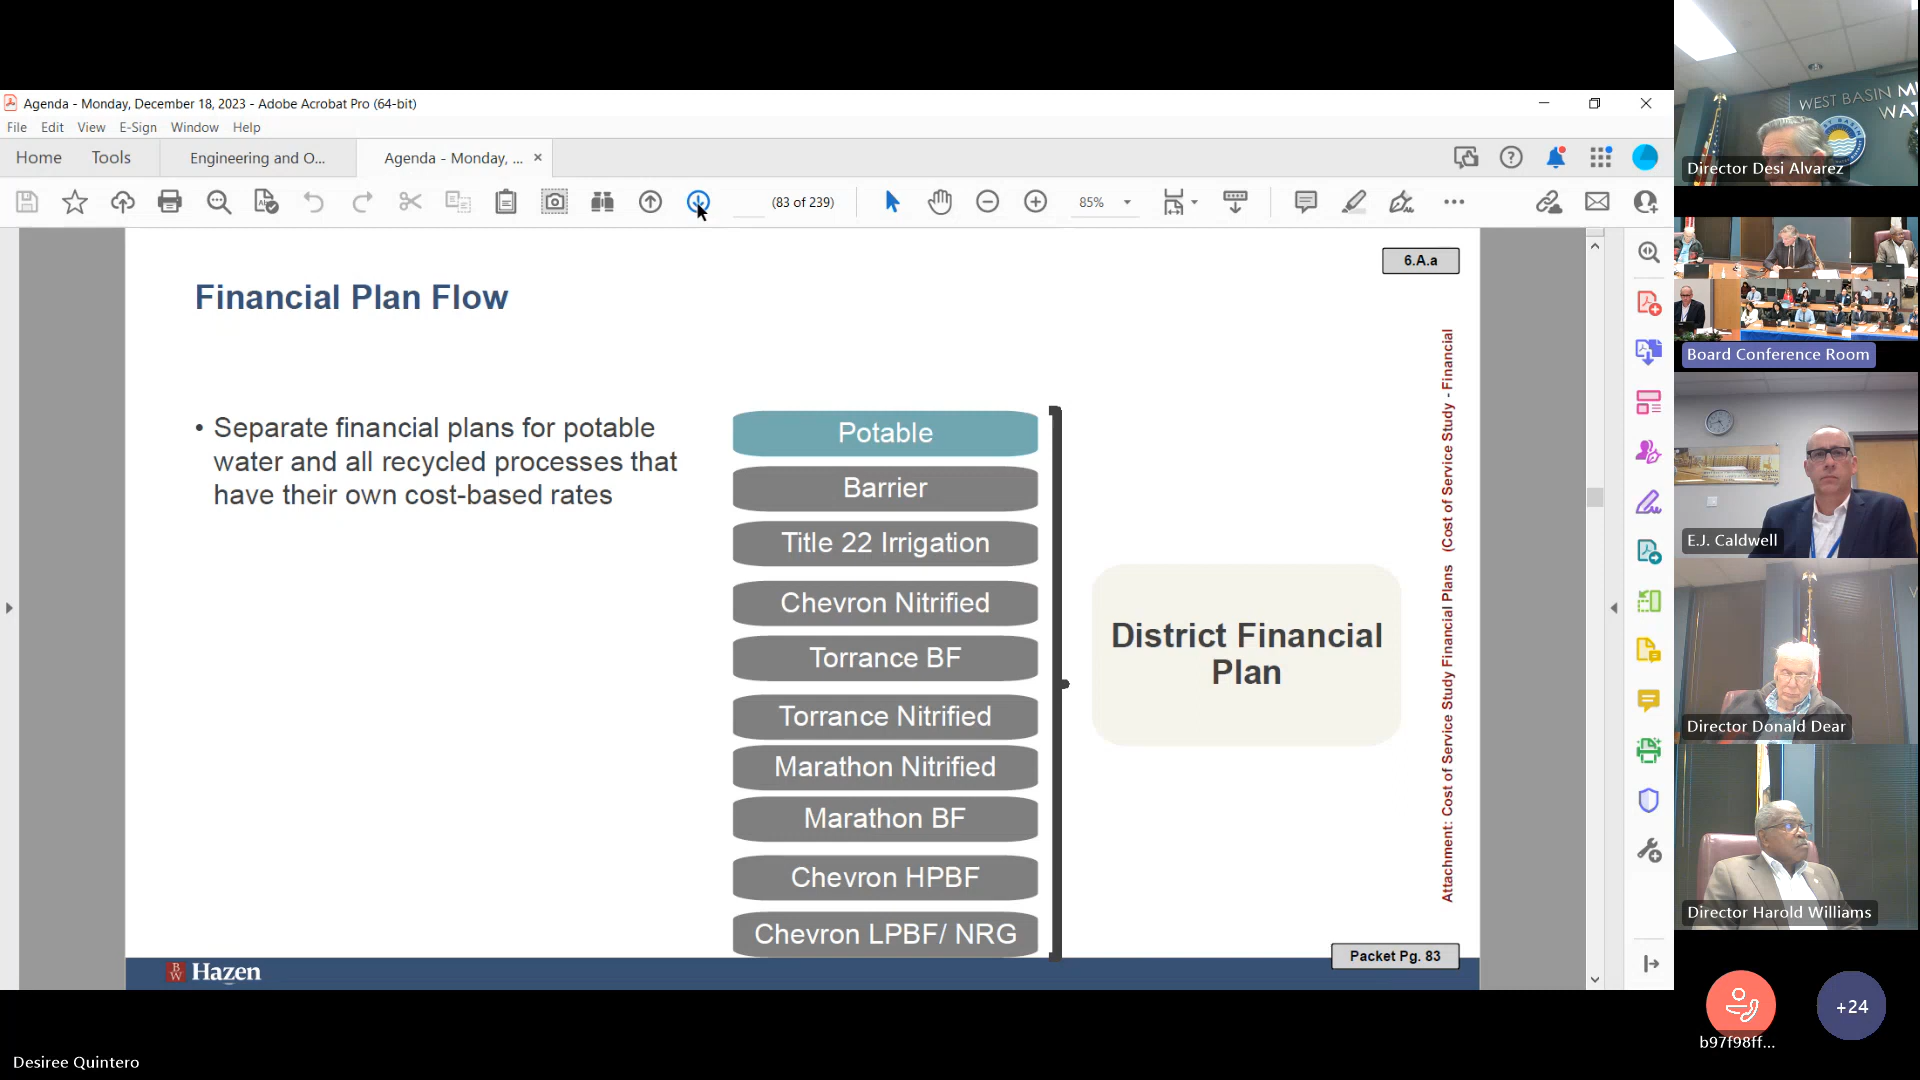 Agenda - Monday, December 18, 2023 - Adobe Acrobat Pro (64-bit)
File Edit View E-Sign Window Help
Home Tools Engineering and O... Agenda - Monday, ...
(83 of 239) 85%
6.A.a
Financial Plan Flow
• Separate financial plans for potable
water and all recycled processes that
have their own cost-based rates
Potable
Barrier
Title 22 Irrigation
Chevron Nitrified
Torrance BF
Torrance Nitrified
Marathon Nitrified
Marathon BF
Chevron HPBF
Chevron LPBF/ NRG
District Financial
Plan
Attachment: Cost of Service Study Financial Plans (Cost of Service Study - Financial
Packet Pg. 83
BW Hazen
WEST BASIN
Director Desi Alvarez
Board Conference Room
E.J. Caldwell
Director Donald Dear
Director Harold Williams
b97f98ff...
+24
Desiree Quintero